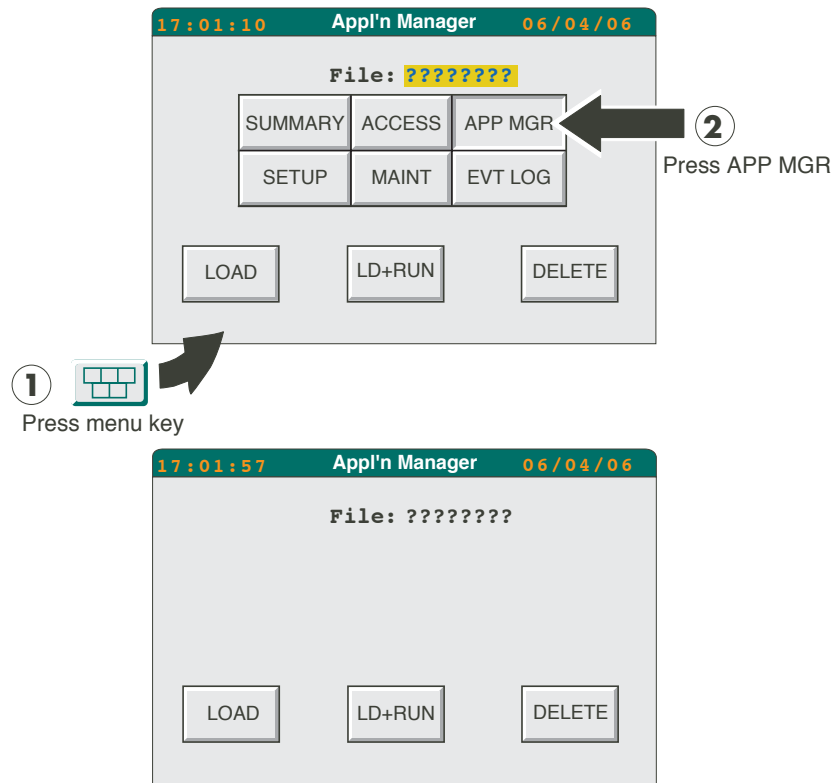 17:01:10 Appl'n Manager 06/04/06
File: ????????
SUMMARY ACCESS APP MGR
2
Press APP MGR
SETUP MAINT EVT LOG
LOAD LD+RUN DELETE
1
Press menu key
17:01:57 Appl'n Manager 06/04/06
File: ????????
LOAD LD+RUN DELETE